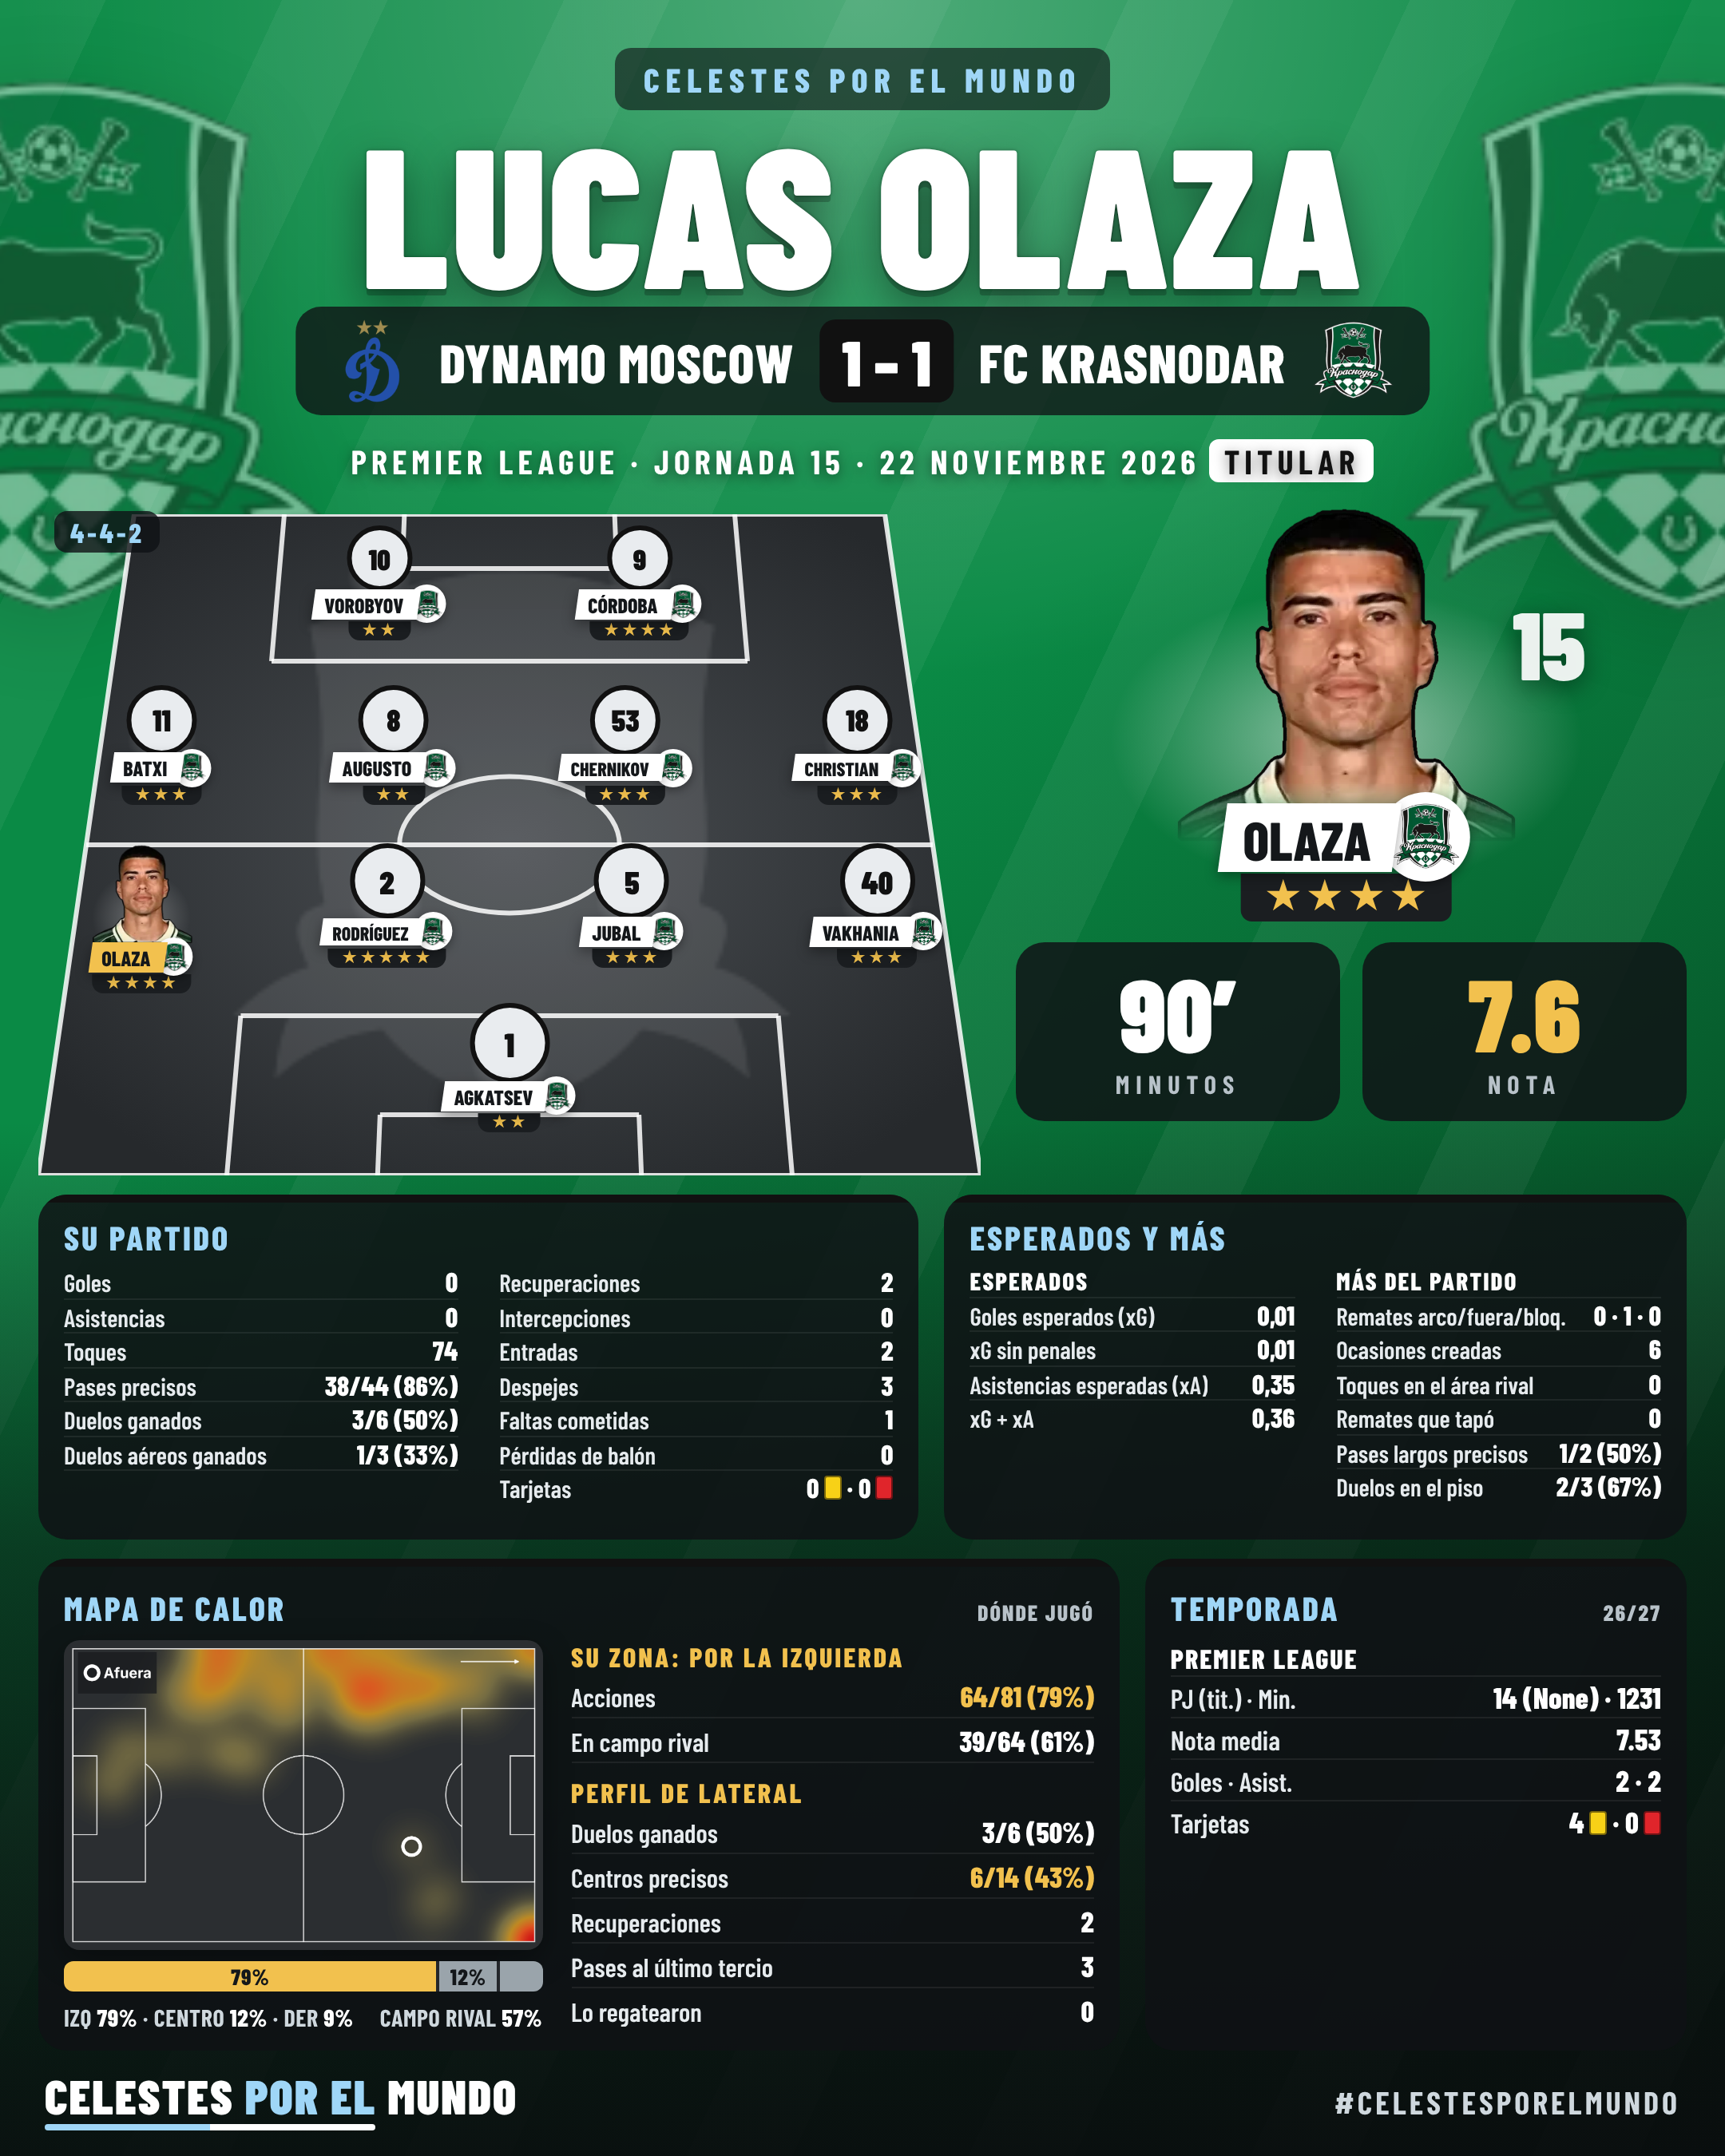 CELESTES POR EL MUNDO
LUCAS OLAZA
DYNAMO MOSCOW 1 - 1 FC KRASNODAR
Краснодар
PREMIER LEAGUE · JORNADA 15 · 22 NOVIEMBRE 2026 TITULAR
4-4-2
10 9
VOROBYOV CÓRDOBA
★★ ★★★★
15
11 8 53 18
BATXI AUGUSTO CHERNIKOV CHRISTIAN
★★★ ★★ ★★★ ★★★
2 5 40
OLAZA RODRÍGUEZ JUBAL VAKHANIA
★★★★ ★★★★★ ★★★ ★★★
1
AGKATSEV
★★
OLAZA
Краснодар
★★★★
90′ 7.6
MINUTOS NOTA
SU PARTIDO
Goles 0
Asistencias 0
Toques 74
Pases precisos 38/44 (86%)
Duelos ganados 3/6 (50%)
Duelos aéreos ganados 1/3 (33%)
Recuperaciones 2
Intercepciones 0
Entradas 2
Despejes 3
Faltas cometidas 1
Pérdidas de balón 0
Tarjetas 0 · 0
ESPERADOS Y MÁS
ESPERADOS
Goles esperados (xG) 0,01
xG sin penales 0,01
Asistencias esperadas (xA) 0,35
xG + xA 0,36
MÁS DEL PARTIDO
Remates arco/fuera/bloq. 0 · 1 · 0
Ocasiones creadas 6
Toques en el área rival 0
Remates que tapó 0
Pases largos precisos 1/2 (50%)
Duelos en el piso 2/3 (67%)
MAPA DE CALOR DÓNDE JUGÓ
Afuera
79% 12%
IZQ 79% · CENTRO 12% · DER 9% CAMPO RIVAL 57%
SU ZONA: POR LA IZQUIERDA
Acciones 64/81 (79%)
En campo rival 39/64 (61%)
PERFIL DE LATERAL
Duelos ganados 3/6 (50%)
Centros precisos 6/14 (43%)
Recuperaciones 2
Pases al último tercio 3
Lo regatearon 0
TEMPORADA 26/27
PREMIER LEAGUE
PJ (tit.) · Min. 14 (None) · 1231
Nota media 7.53
Goles · Asist. 2 · 2
Tarjetas 4 · 0
CELESTES POR EL MUNDO
#CELESTESPORELMUNDO